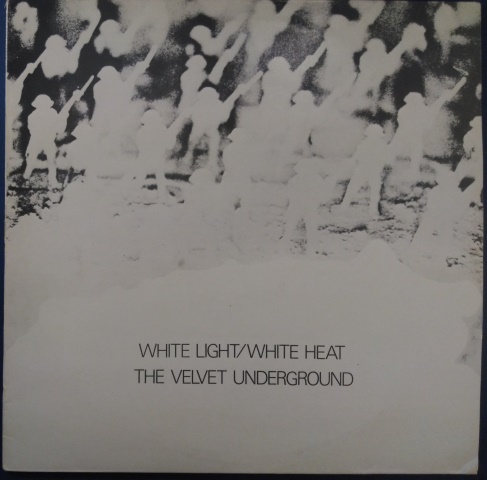 WHITE LIGHT/WHITE HEAT
THE VELVET UNDERGROUND